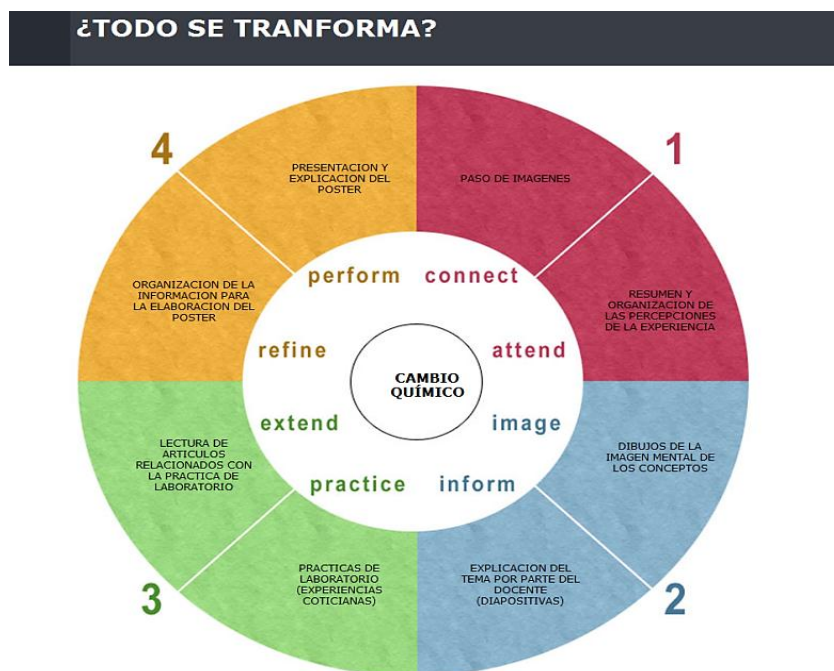 ¿TODO SE TRANFORMA?
4
1
PRESENTACION Y
EXPLICACION DEL
POSTER
PASO DE IMAGENES
ORGANIZACION DE LA
INFORMACION PARA
LA ELABORACION DEL
POSTER
RESUMEN Y
ORGANIZACION DE
LAS PERCEPCIONES
DE LA EXPERIENCIA
perform
connect
refine
attend
CAMBIO
QUÍMICO
extend
image
practice
inform
LECTURA DE
ARTICULOS
RELACIONADOS CON
LA PRACTICA DE
LABORATORIO
DIBUJOS DE LA
IMAGEN MENTAL DE
LOS CONCEPTOS
PRACTICAS DE
LABORATORIO
(EXPERIENCIAS
COTICIANAS)
EXPLICACION DEL
TEMA POR PARTE DEL
DOCENTE
(DIAPOSITIVAS)
3
2